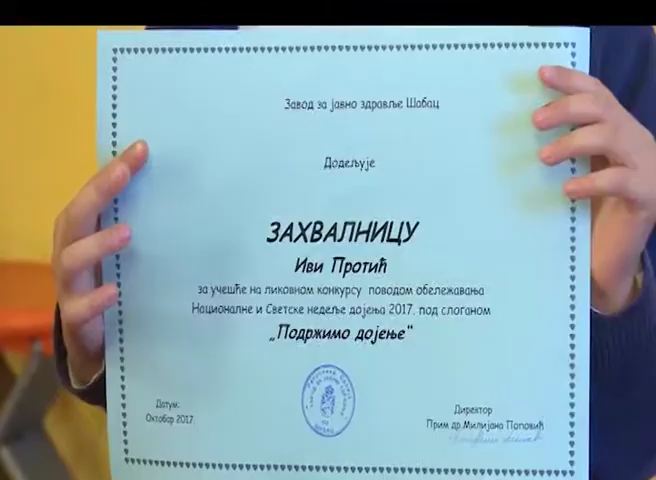 Завод за јавно здравље Шабац
Додељује
ЗАХВАЛНИЦУ
Иви Протић
за учешће на ликовном конкурсу поводом обележавања
Националне и Светске недеље дојења 2017. под слоганом
„Подржимо дојење"
Датум:
Октобар 2017.
Директор
Прим др Милијана Поповић